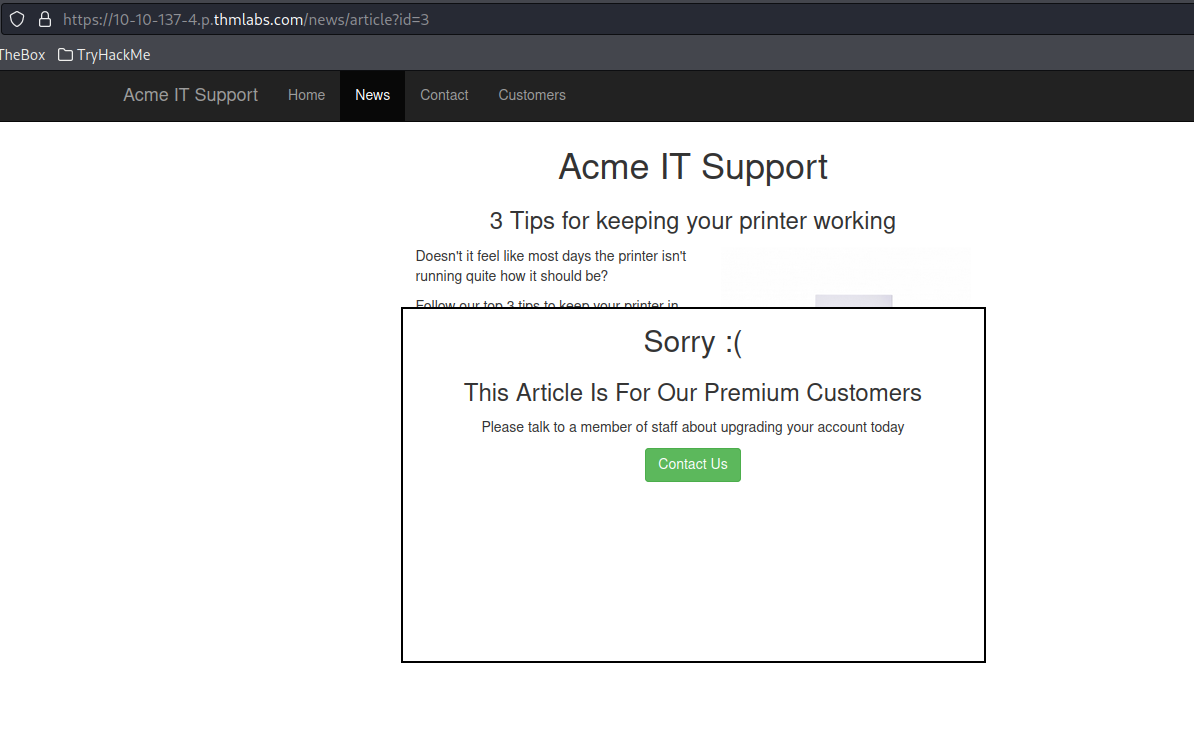 https://10-10-137-4.p.thmlabs.com/news/article?id=3
TheBox TryHackMe
Acme IT Support Home News Contact Customers
Acme IT Support
3 Tips for keeping your printer working
Doesn't it feel like most days the printer isn't
running quite how it should be?
Follow our top 3 tips to keep your printer in
Sorry :(
This Article Is For Our Premium Customers
Please talk to a member of staff about upgrading your account today
Contact Us